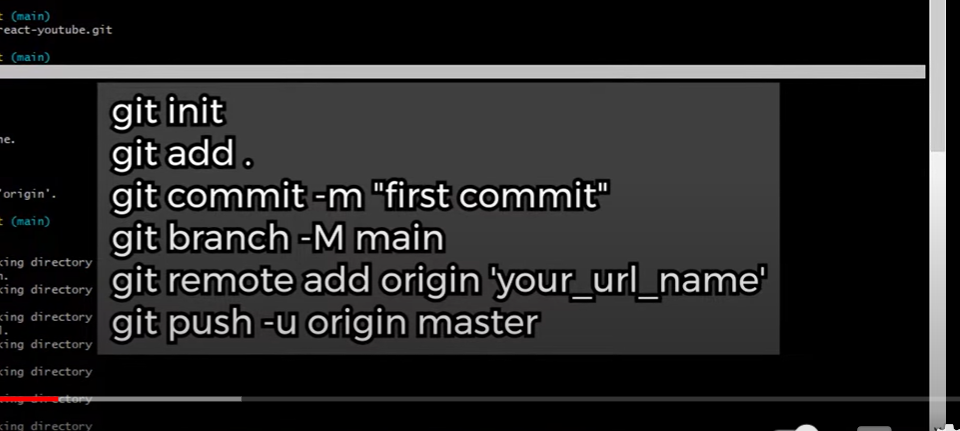 t (main)
react-youtube.git
t (main)
ne.
'origin'.
t (main)
king directory
n.
king directory
king directory
l.
king directory
king directory
king directory
king directory
git init
git add .
git commit -m "first commit"
git branch -M main
git remote add origin 'your_url_name'
git push -u origin master